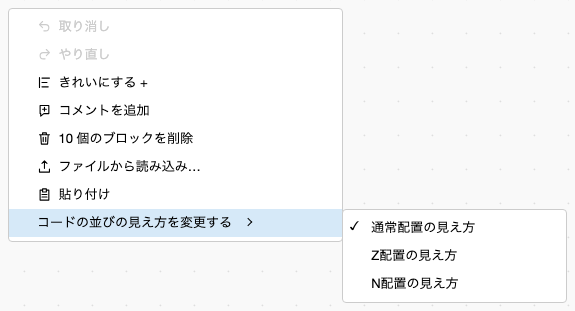 取り消し
やり直し
きれいにする +
コメントを追加
10 個のブロックを削除
ファイルから読み込み...
貼り付け
コードの並びの見え方を変更する
通常配置の見え方
Z配置の見え方
N配置の見え方